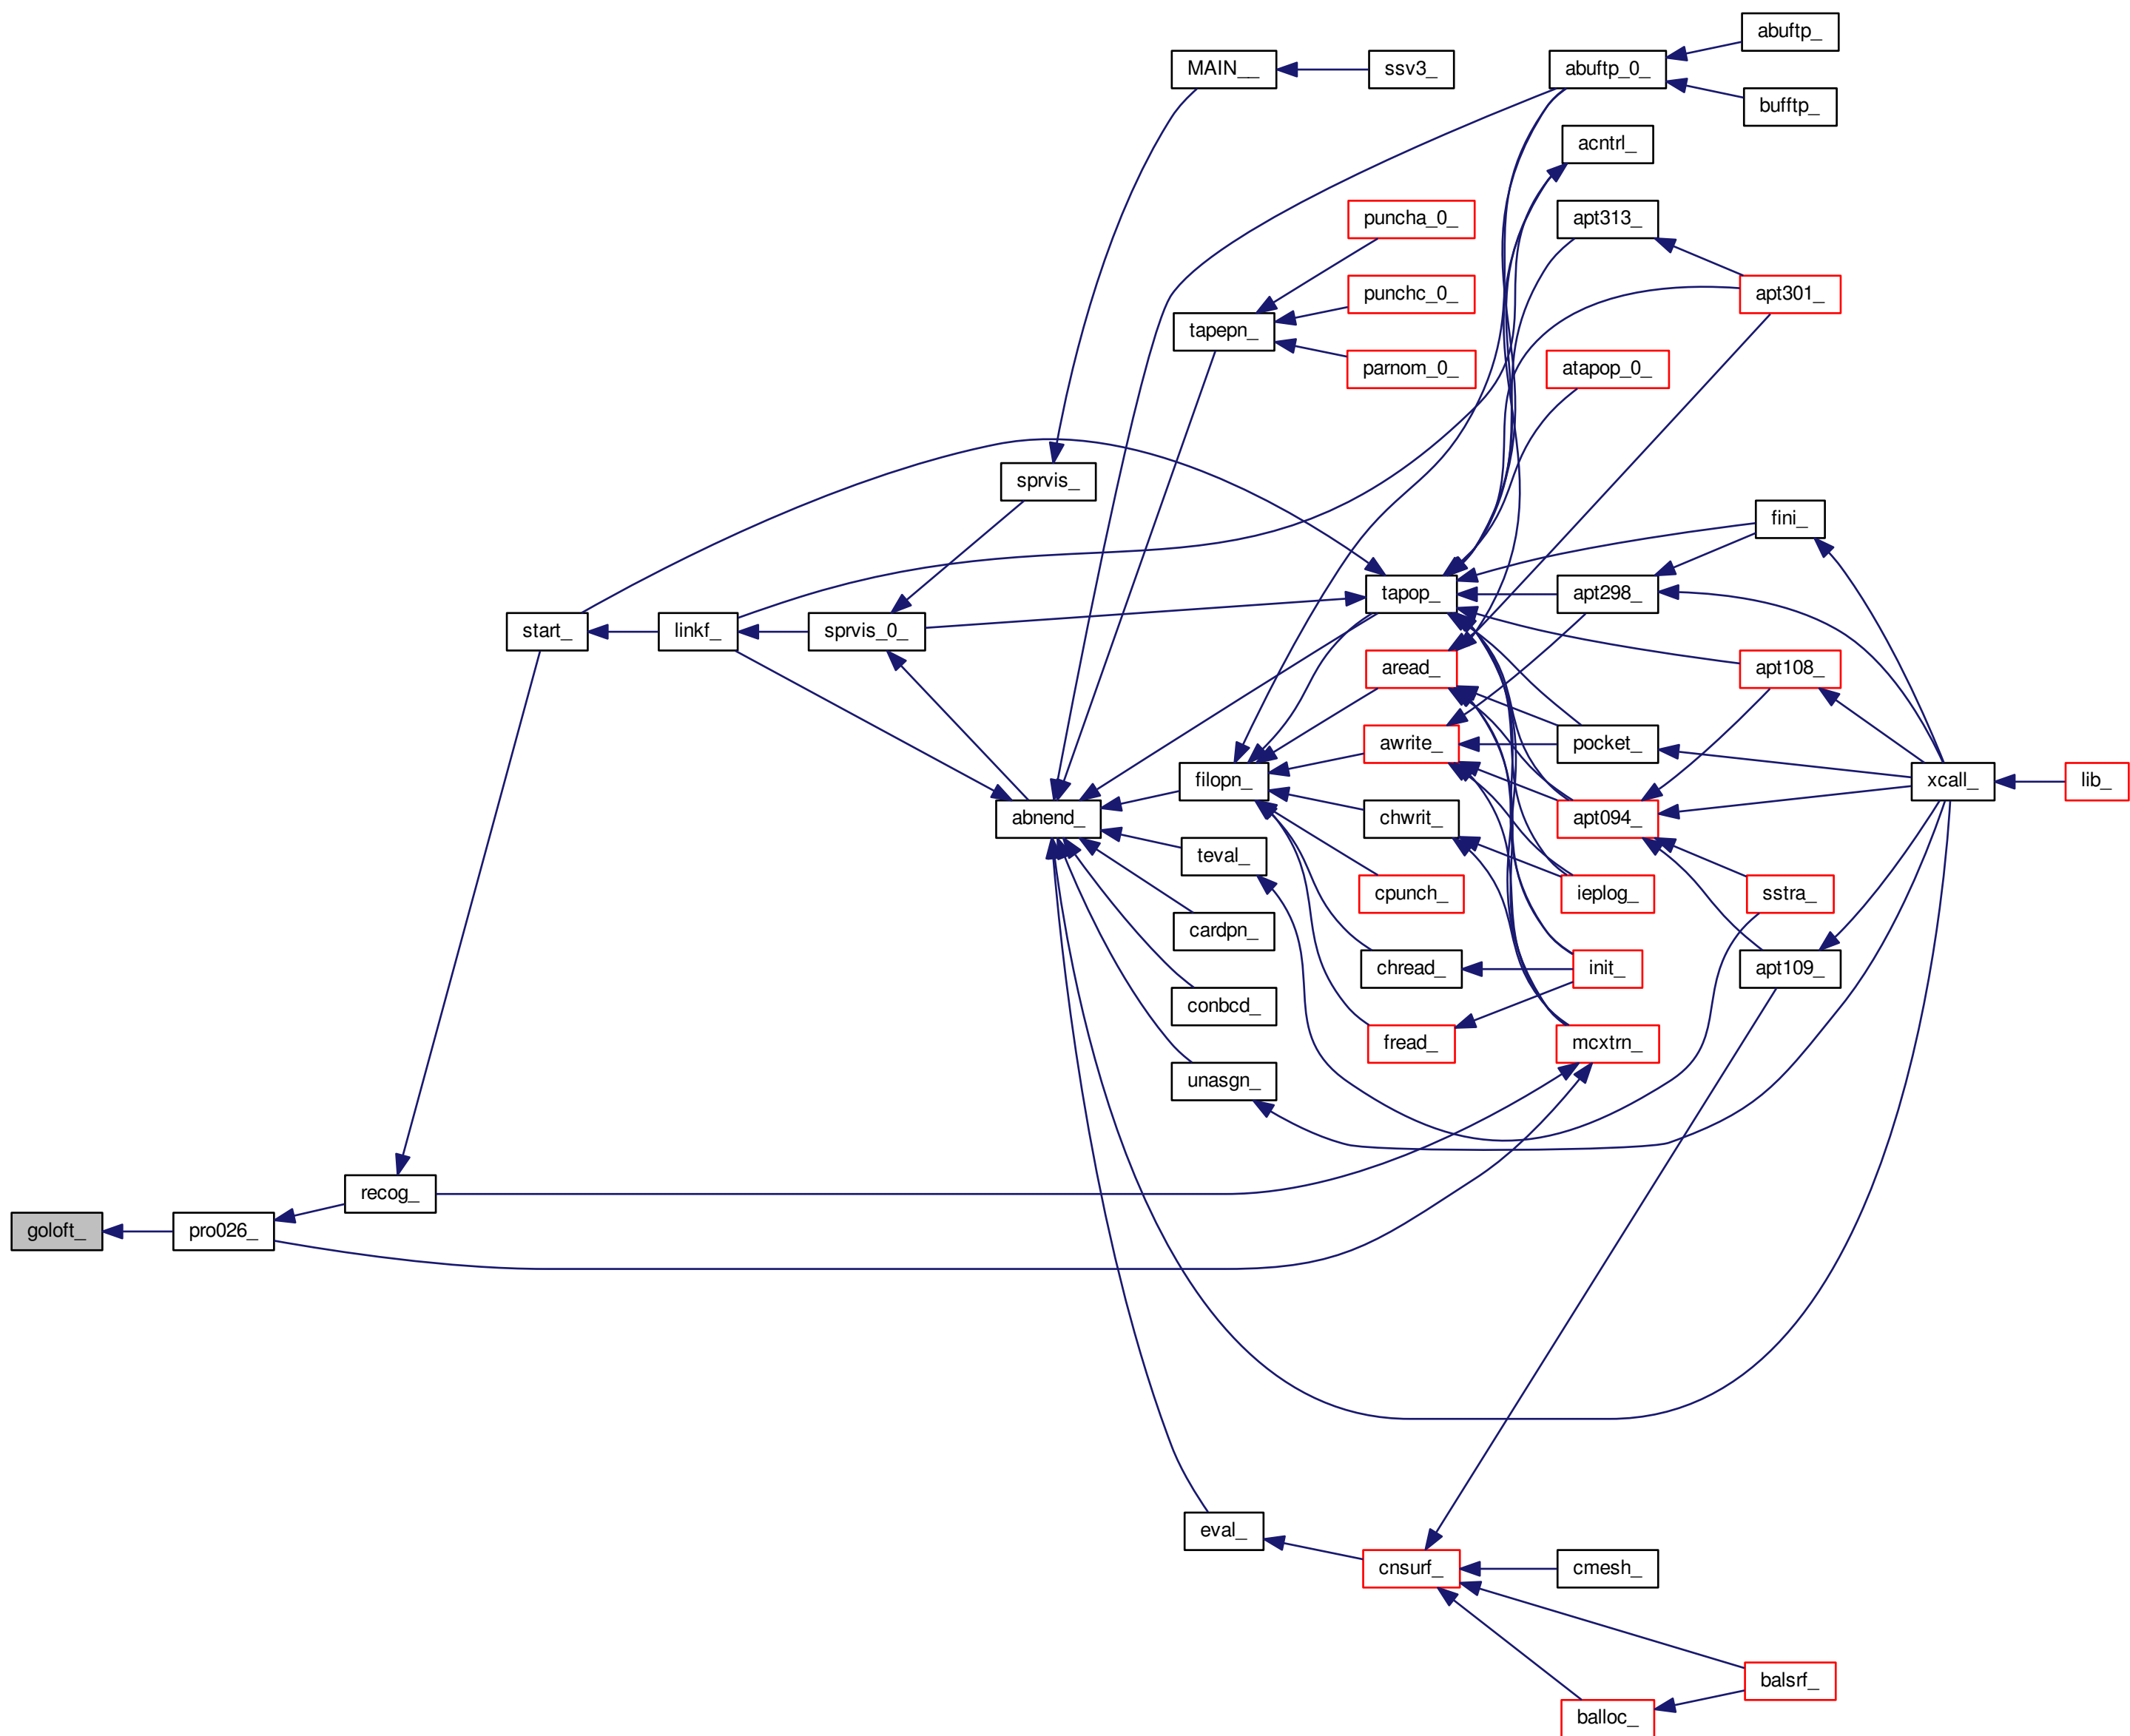 abuftp_
MAIN__
ssv3_
abuftp_0_
bufftp_
acntrl_
puncha_0_
apt313_
punchc_0_
apt301_
tapepn_
parnom_0_
atapop_0_
sprvis_
fini_
tapop_
apt298_
start_
linkf_
sprvis_0_
aread_
apt108_
awrite_
pocket_
filopn_
xcall_
lib_
abnend_
chwrit_
apt094_
teval_
cpunch_
ieplog_
sstra_
cardpn_
chread_
init_
apt109_
conbcd_
fread_
mcxtrn_
unasgn_
recog_
goloft_
pro026_
eval_
cnsurf_
cmesh_
balsrf_
balloc_